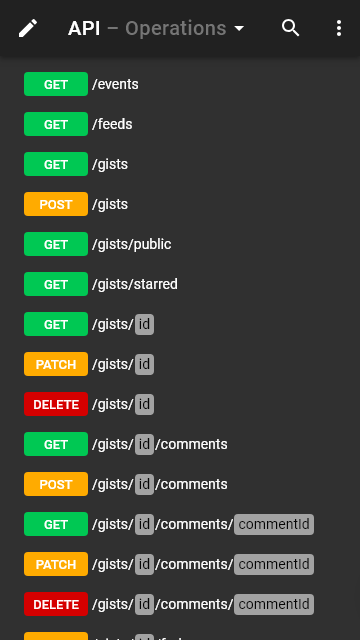 API – Operations
GET /events
GET /feeds
GET /gists
POST /gists
GET /gists/public
GET /gists/starred
GET /gists/id
PATCH /gists/id
DELETE /gists/id
GET /gists/id/comments
POST /gists/id/comments
GET /gists/id/comments/commentId
PATCH /gists/id/comments/commentId
DELETE /gists/id/comments/commentId